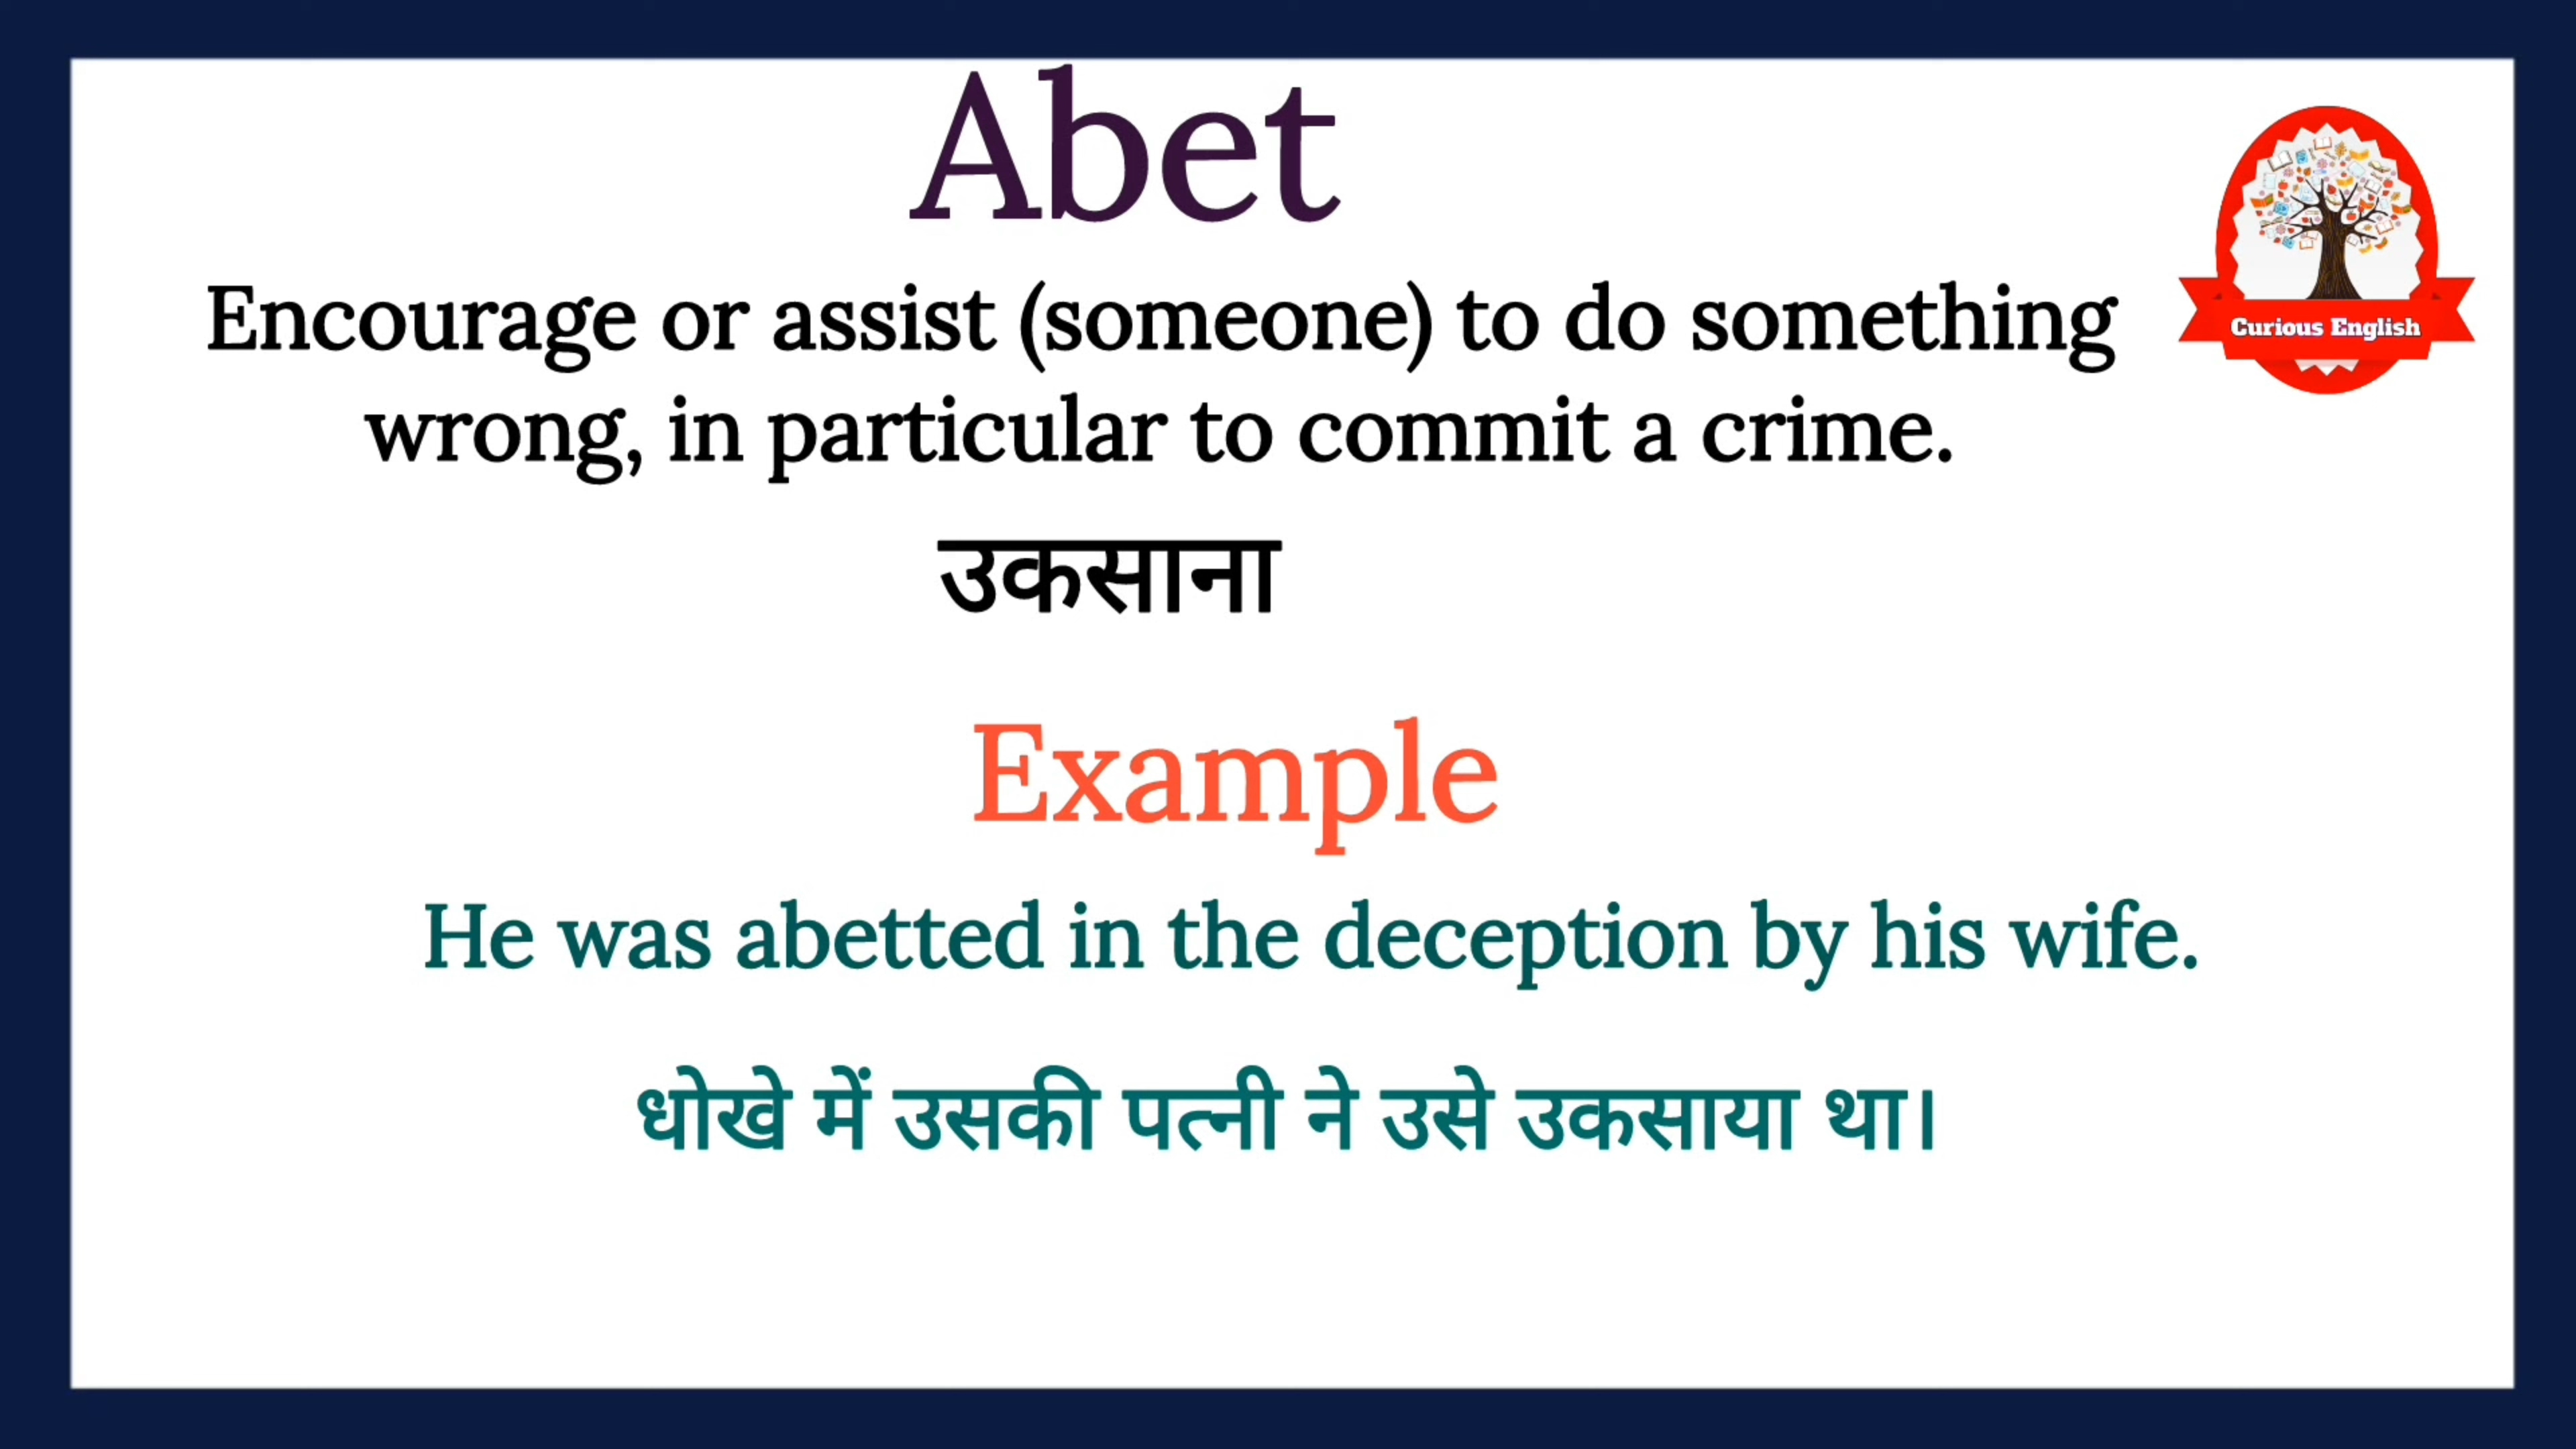 Abet
Encourage or assist (someone) to do something
wrong, in particular to commit a crime.
Curious English
उकसाना
Example
He was abetted in the deception by his wife.
धोखे में उसकी पत्नी ने उसे उकसाया था।